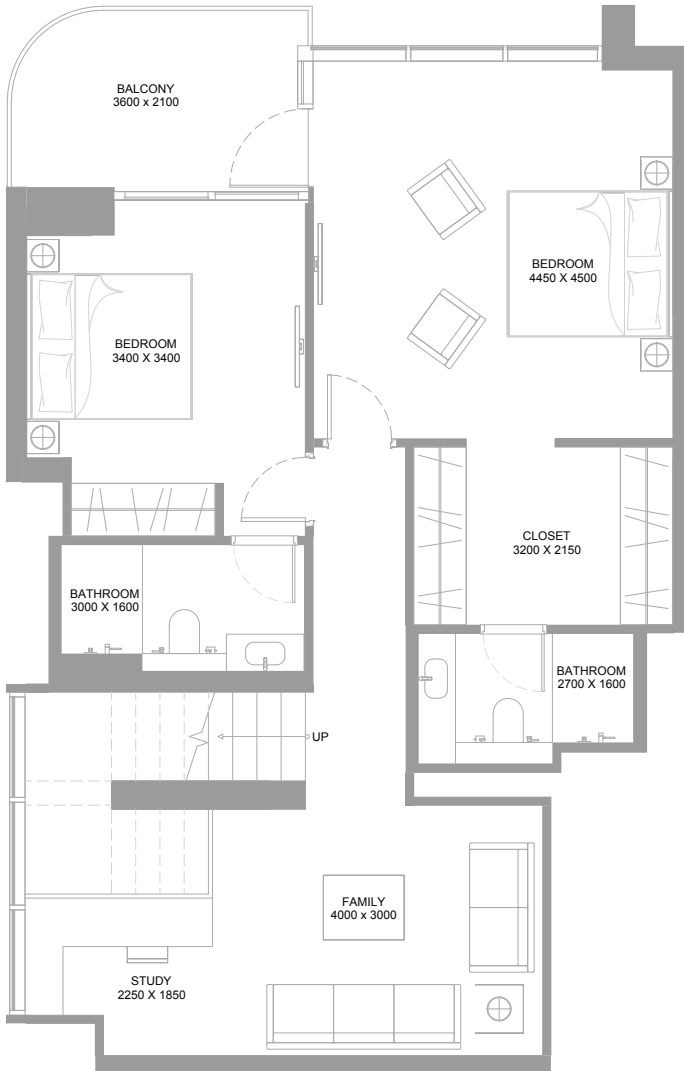 BALCONY
3600 x 2100
BEDROOM
4450 X 4500
BEDROOM
3400 X 3400
CLOSET
3200 X 2150
BATHROOM
3000 X 1600
BATHROOM
2700 X 1600
UP
FAMILY
4000 x 3000
STUDY
2250 X 1850